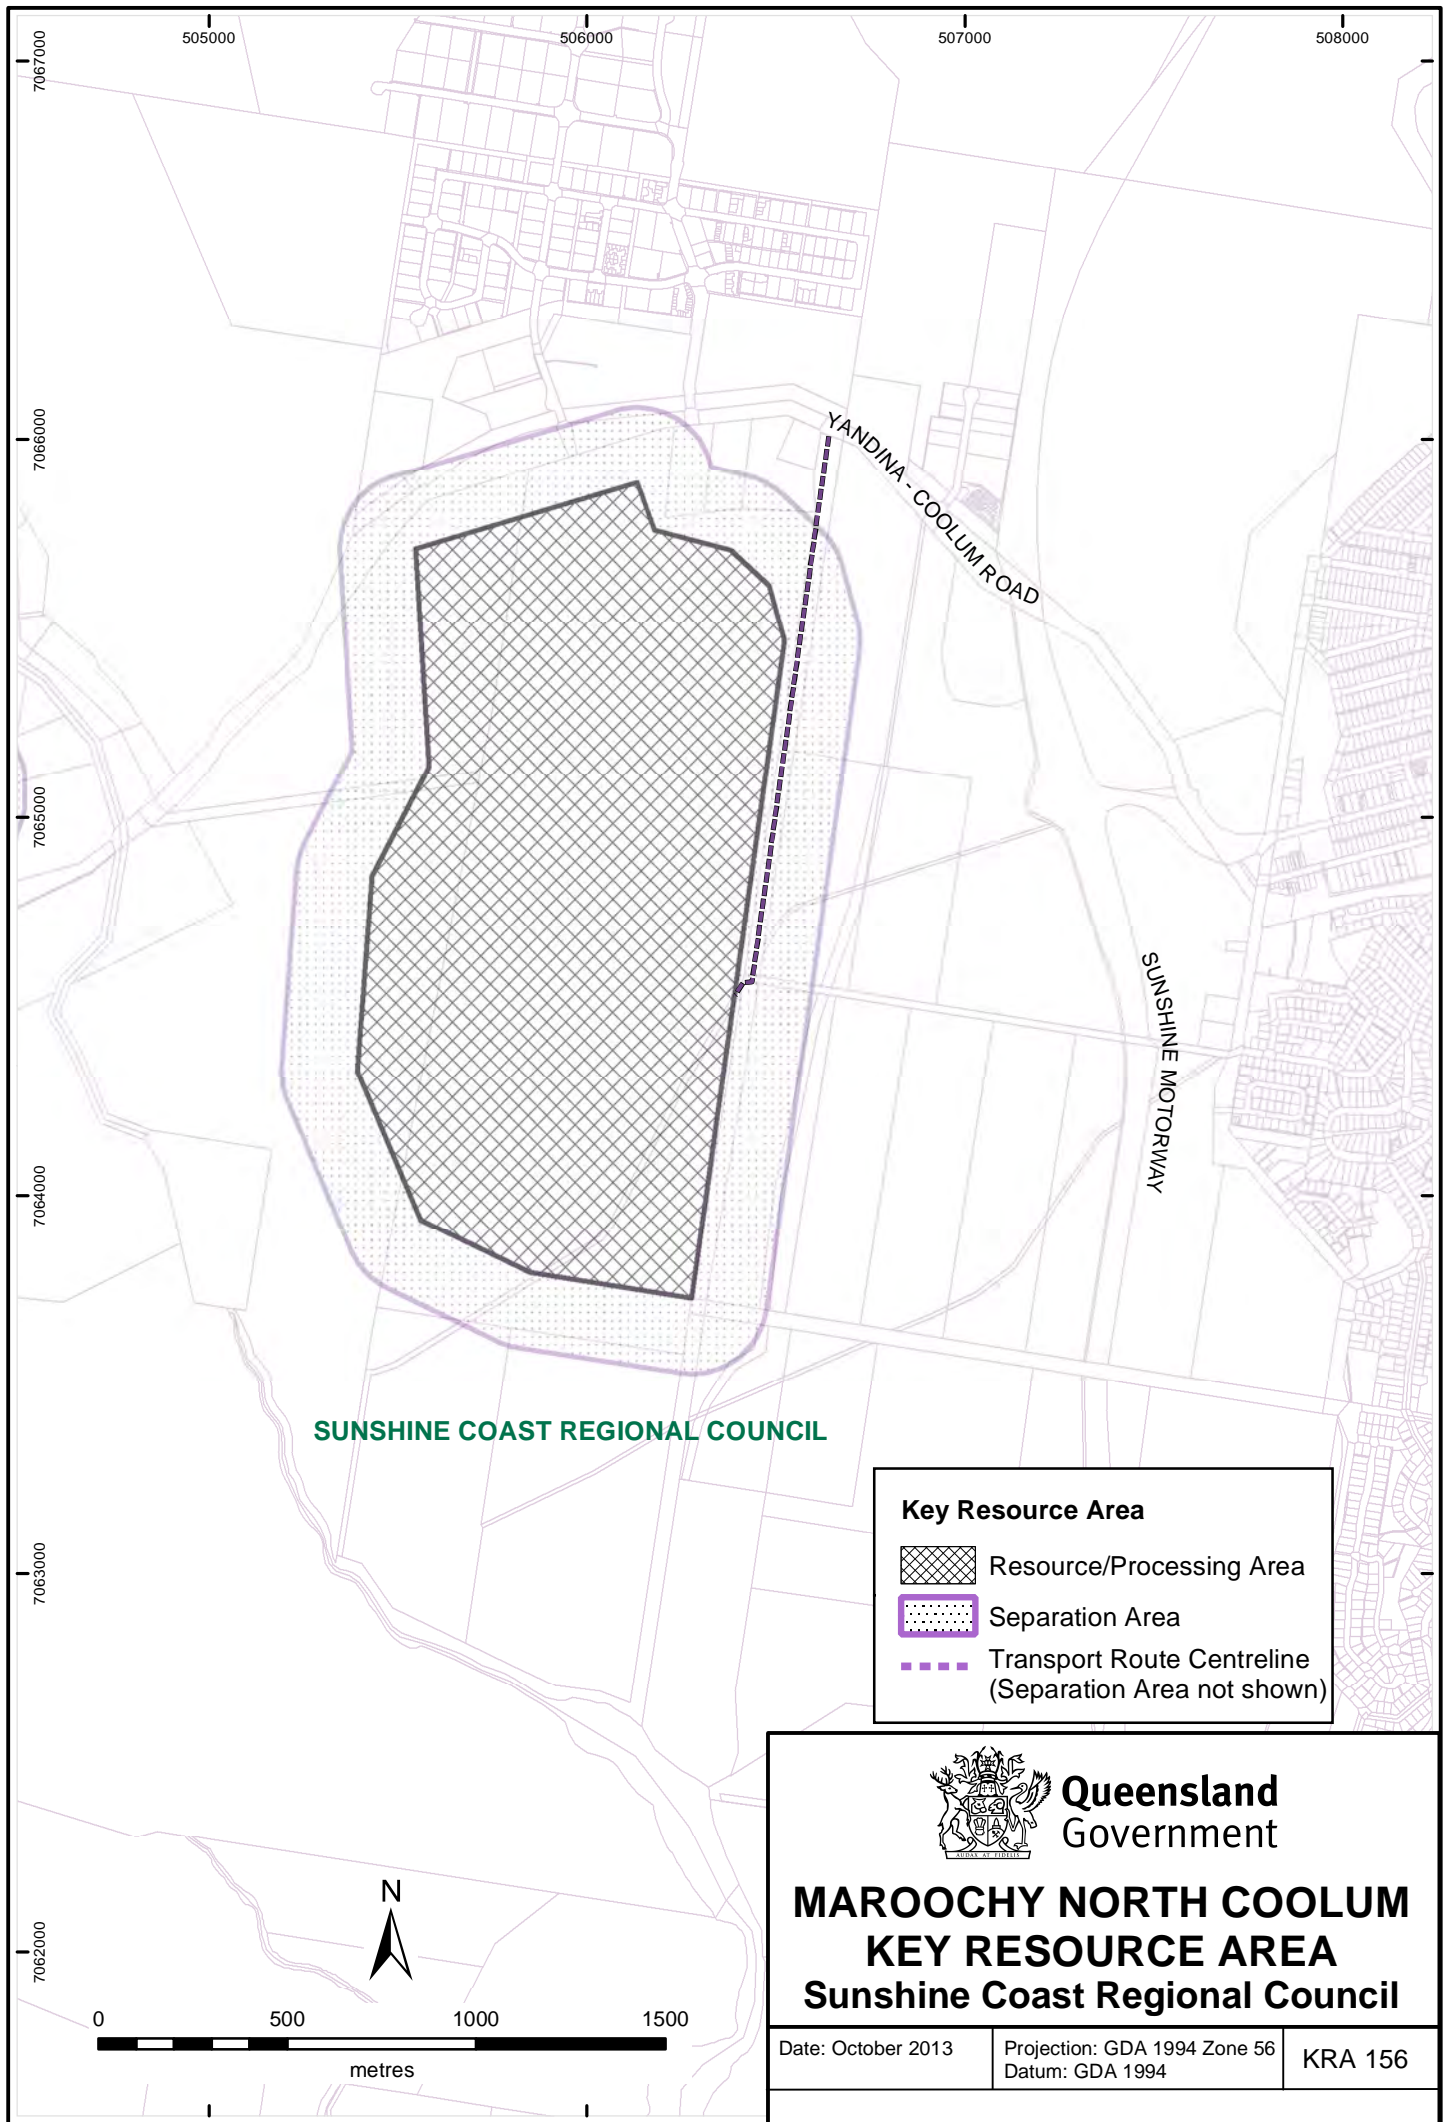 505000
506000
507000
508000
7067000
7066000
7065000
7064000
7063000
7062000
YANDINA - COOLUM ROAD
SUNSHINE MOTORWAY
SUNSHINE COAST REGIONAL COUNCIL
Key Resource Area
Resource/Processing Area
Separation Area
Transport Route Centreline
(Separation Area not shown)
AUDAX AT FIDELIS
Queensland
Government
MAROOCHY NORTH COOLUM
KEY RESOURCE AREA
Sunshine Coast Regional Council
Date: October 2013
Projection: GDA 1994 Zone 56
Datum: GDA 1994
KRA 156
N
0 500 1000 1500
metres